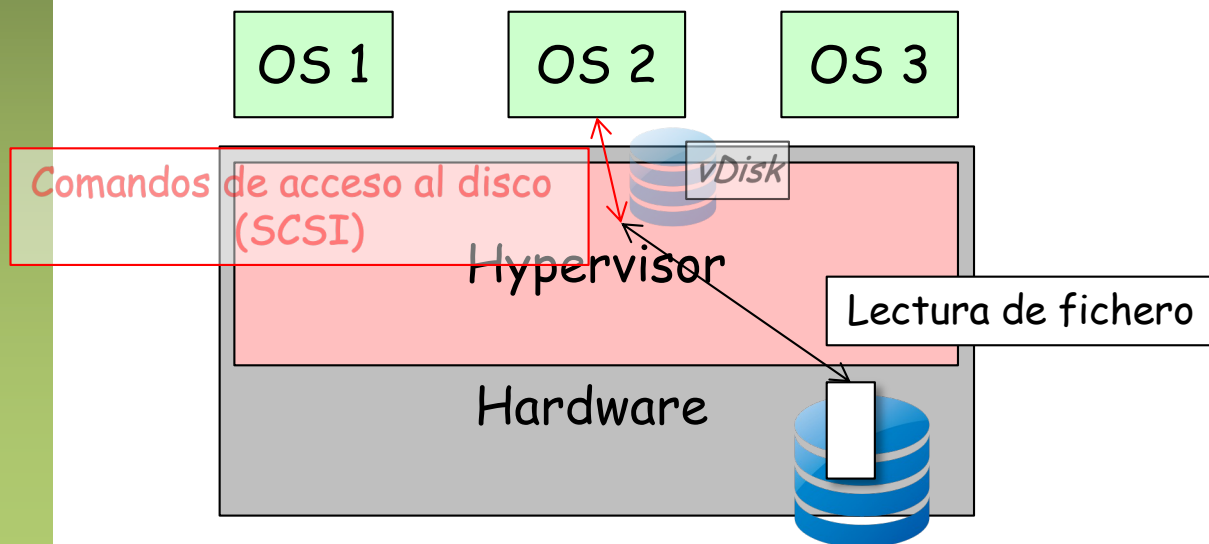 OS 1
OS 2
OS 3
vDisk
Comandos de acceso al disco
(SCSI)
Hypervisor
Lectura de fichero
Hardware